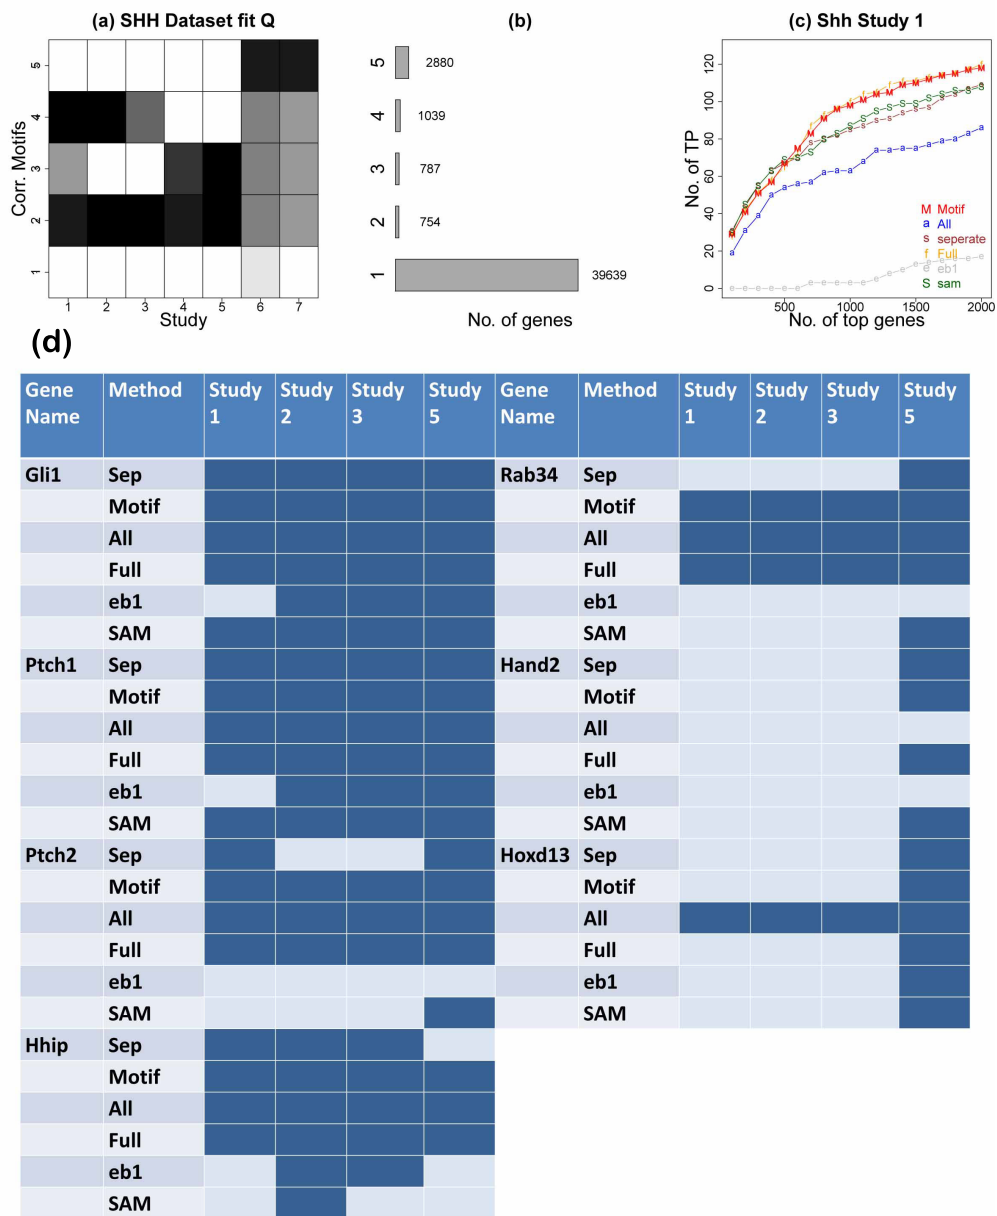 (a) SHH Dataset fit Q
Corr. Motifs
5
4
3
2
1
1 2 3 4 5 6 7
Study
(b)
5 2880
4 1039
3 787
2 754
1 39639
No. of genes
(c) Shh Study 1
No. of TP
120
100
80
60
40
20
0
M Motif
a All
s seperate
f Full
e eb1
S sam
500 1000 1500 2000
No. of top genes
(d)
Gene Name Method Study 1 Study 2 Study 3 Study 5 Gene Name Method Study 1 Study 2 Study 3 Study 5
Gli1 Sep Rab34 Sep
Motif Motif
All All
Full Full
eb1 eb1
SAM SAM
Ptch1 Sep Hand2 Sep
Motif Motif
All All
Full Full
eb1 eb1
SAM SAM
Ptch2 Sep Hoxd13 Sep
Motif Motif
All All
Full Full
eb1 eb1
SAM SAM
Hhip Sep
Motif
All
Full
eb1
SAM